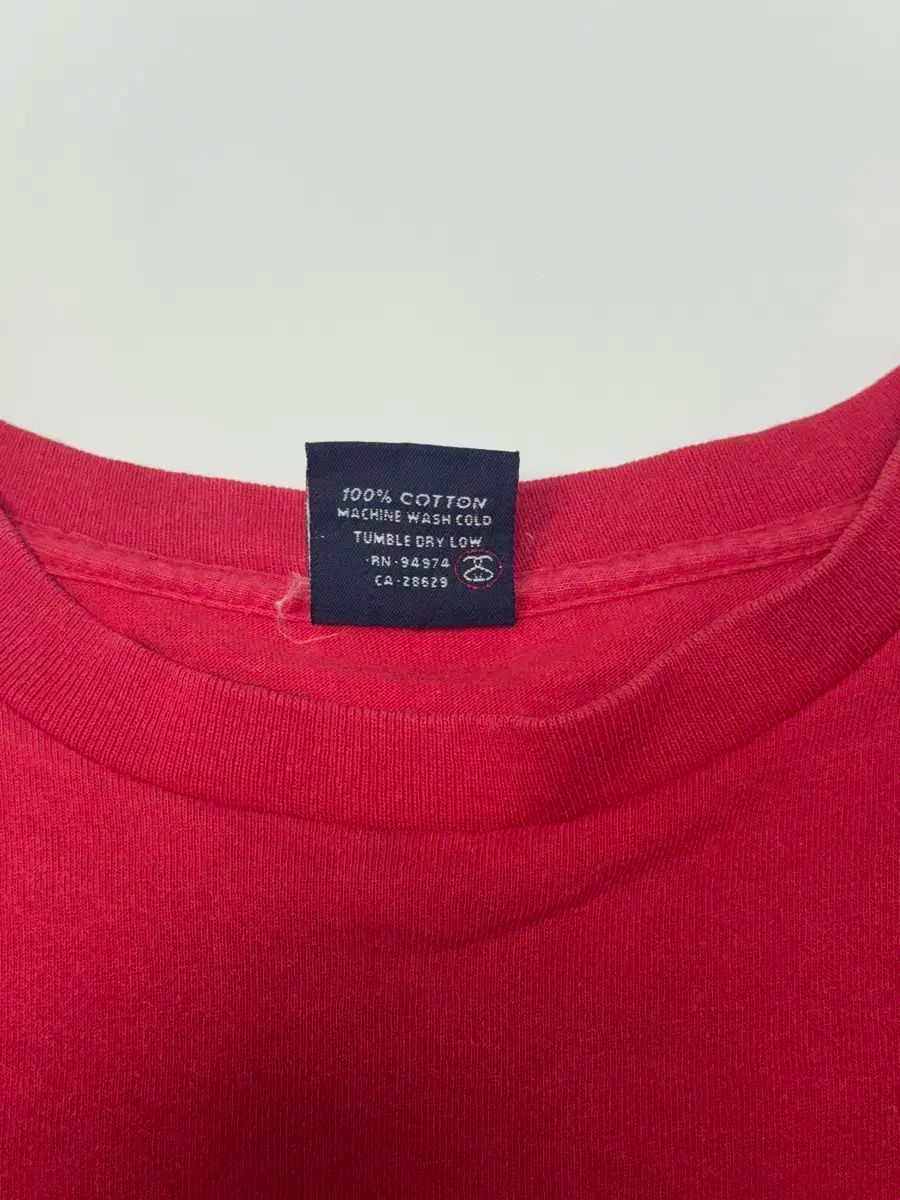 100% COTTON
MACHINE WASH COLD
TUMBLE DRY LOW
RN-94974
CA-28629